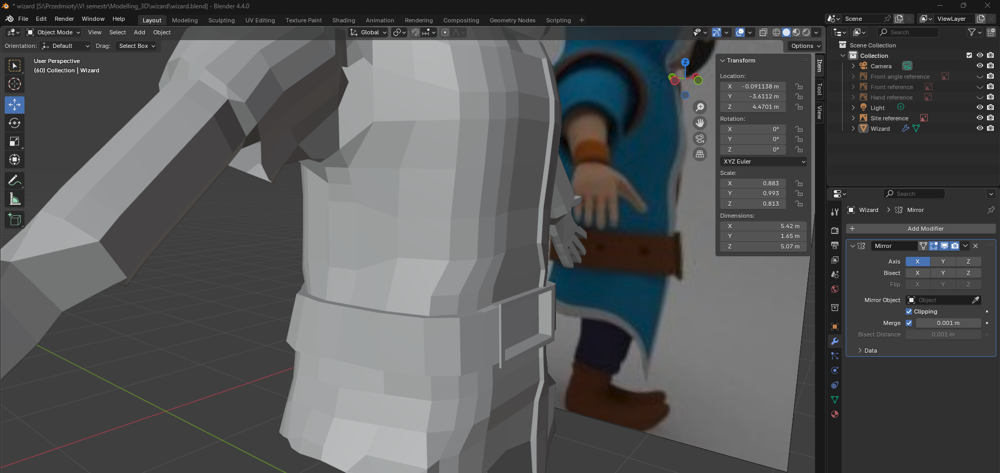 * wizard [S:\Przedmioty\VI semestr\Modelling_3D\wizard\wizard.blend] - Blender 4.4.0
File Edit Render Window Help Layout Modeling Sculpting UV Editing Texture Paint Shading Animation Rendering Compositing Geometry Nodes Scripting + Scene ViewLayer
Object Mode View Select Add Object Global Search
Orientation: Default Drag: Select Box Options
Scene Collection
Collection
Camera
Front angle reference
Front reference
Hand reference
Light
Site reference
Wizard
User Perspective
(60) Collection | Wizard
Z
Y
Transform
Location:
X -0.091138 m
Y -3.6112 m
Z 4.4701 m
Rotation:
X 0°
Y 0°
Z 0°
XYZ Euler
Scale:
X 0.883
Y 0.993
Z 0.813
Dimensions:
X 5.42 m
Y 1.65 m
Z 5.07 m
Item
Tool
View
Search
Wizard > Mirror
+ Add Modifier
Mirror
Axis X Y Z
Bisect X Y Z
Flip X Y Z
Mirror Object Object
Clipping
Merge 0.001 m
Bisect Distance 0.001 m
Data